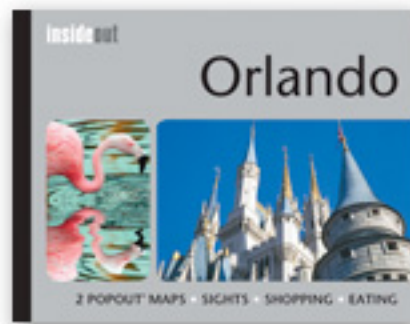 insideout
Orlando
2 POPOUT' MAPS • SIGHTS • SHOPPING • EATING